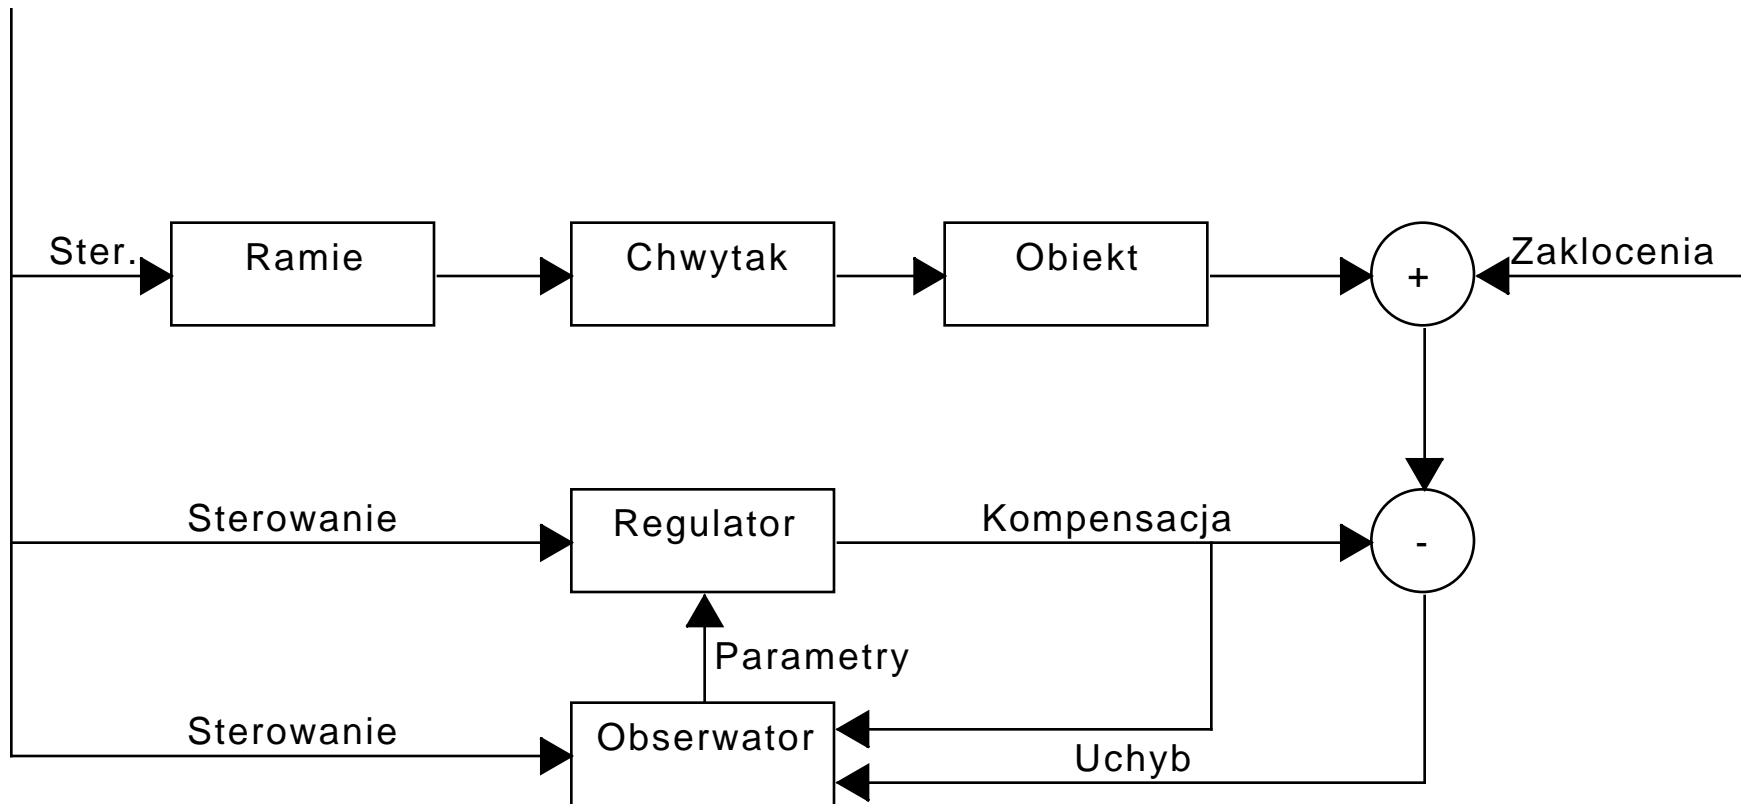 Ster.
Ramie
Chwytak
Obiekt
+
Zaklocenia
Sterowanie
Regulator
Kompensacja
-
Parametry
Sterowanie
Obserwator
Uchyb